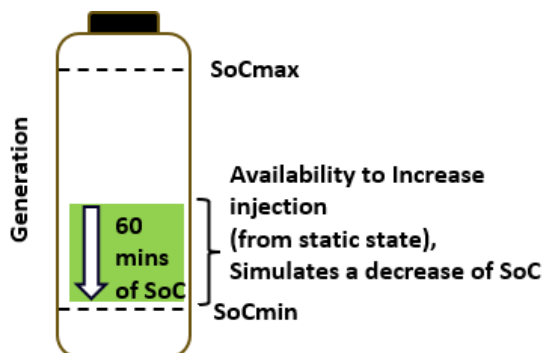 SoCmax
Generation
Availability to Increase
injection
(from static state),
Simulates a decrease of SoC
60
mins
of SoC
SoCmin